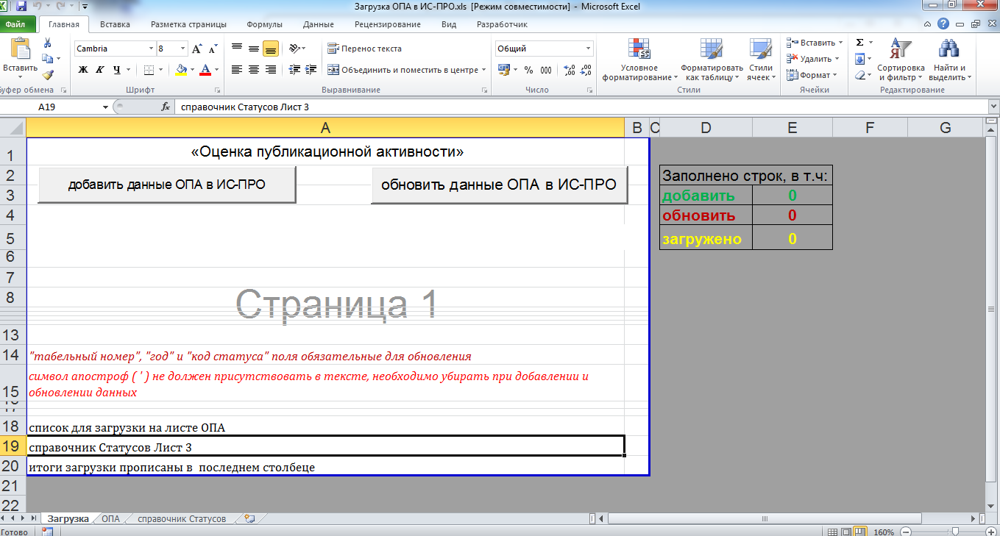 Загрузка ОПА в ИС-ПРО.xls [Режим совместимости] - Microsoft Excel
Файл Главная Вставка Разметка страницы Формулы Данные Рецензирование Вид Разработчик
Вставить
Cambria 8
Ж К Ч
Перенос текста
Объединить и поместить в центре
Общий
% 000
Условное форматирование
Форматировать как таблицу
Стили ячеек
Вставить
Удалить
Формат
Сортировка и фильтр
Найти и выделить
Буфер обмена Шрифт Выравнивание Число Стили Ячейки Редактирование
A19 fx справочник Статусов Лист 3
A B C D E F G
1 «Оценка публикационной активности»
2 добавить данные ОПА в ИС-ПРО обновить данные ОПА в ИС-ПРО Заполнено строк, в т.ч:
3 добавить 0
4 обновить 0
5 загружено 0
6
7
8 Страница 1
13
14 "табельный номер", "год" и "код статуса" поля обязательные для обновления
символ апостроф ( ' ) не должен присутствовать в тексте, необходимо убирать при добавлении и
15 обновлении данных
16
17
18 список для загрузки на листе ОПА
19 справочник Статусов Лист 3
20 итоги загрузки прописаны в последнем столбеце
21
22
Загрузка ОПА справочник Статусов
Готово 160%